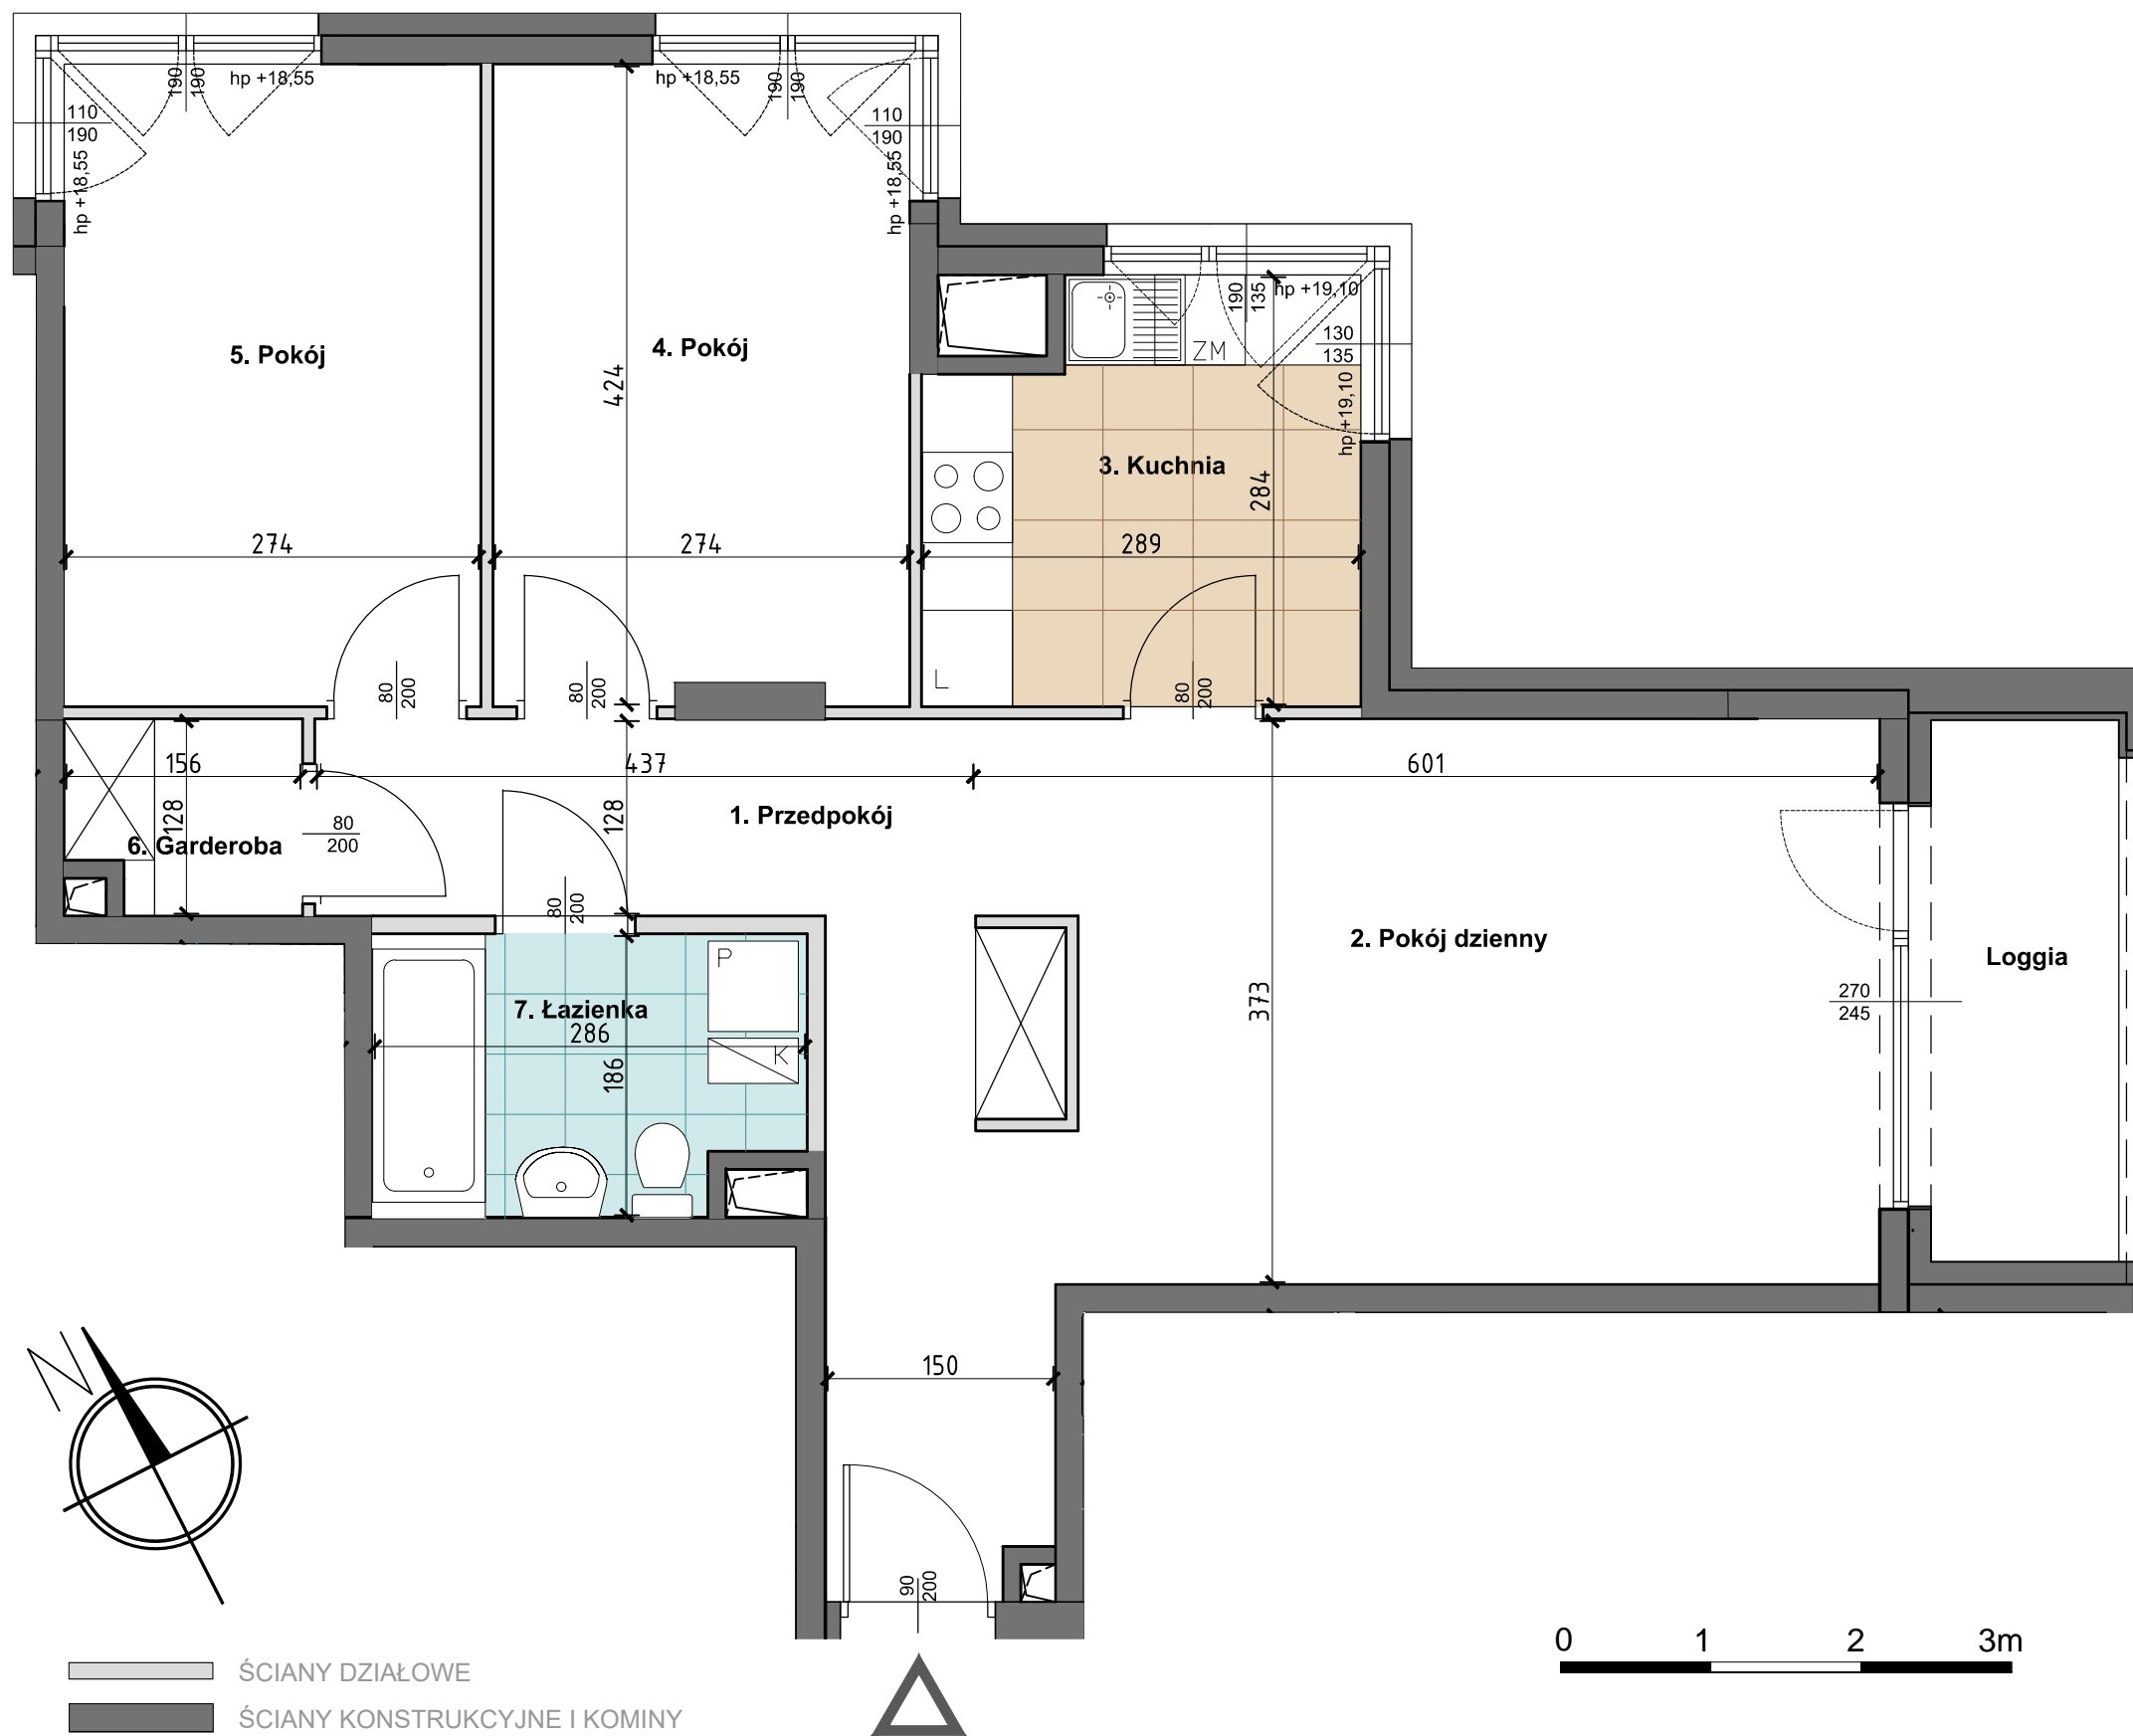 190
190
hp +18,55
hp +18,55
190
190
110
190
hp +18,55
110
190
hp +18,55
190
135
hp +19,10
130
135
hp +19,10
ZM
5. Pokój
4. Pokój
424
3. Kuchnia
284
274
274
289
L
80
200
80
200
80
200
156
437
601
128
128
1. Przedpokój
80
200
6. Garderoba
80
200
2. Pokój dzienny
Loggia
P
7. Łazienka
286
K
186
373
270
245
N
150
90
200
0 1 2 3m
ŚCIANY DZIAŁOWE
ŚCIANY KONSTRUKCYJNE I KOMINY